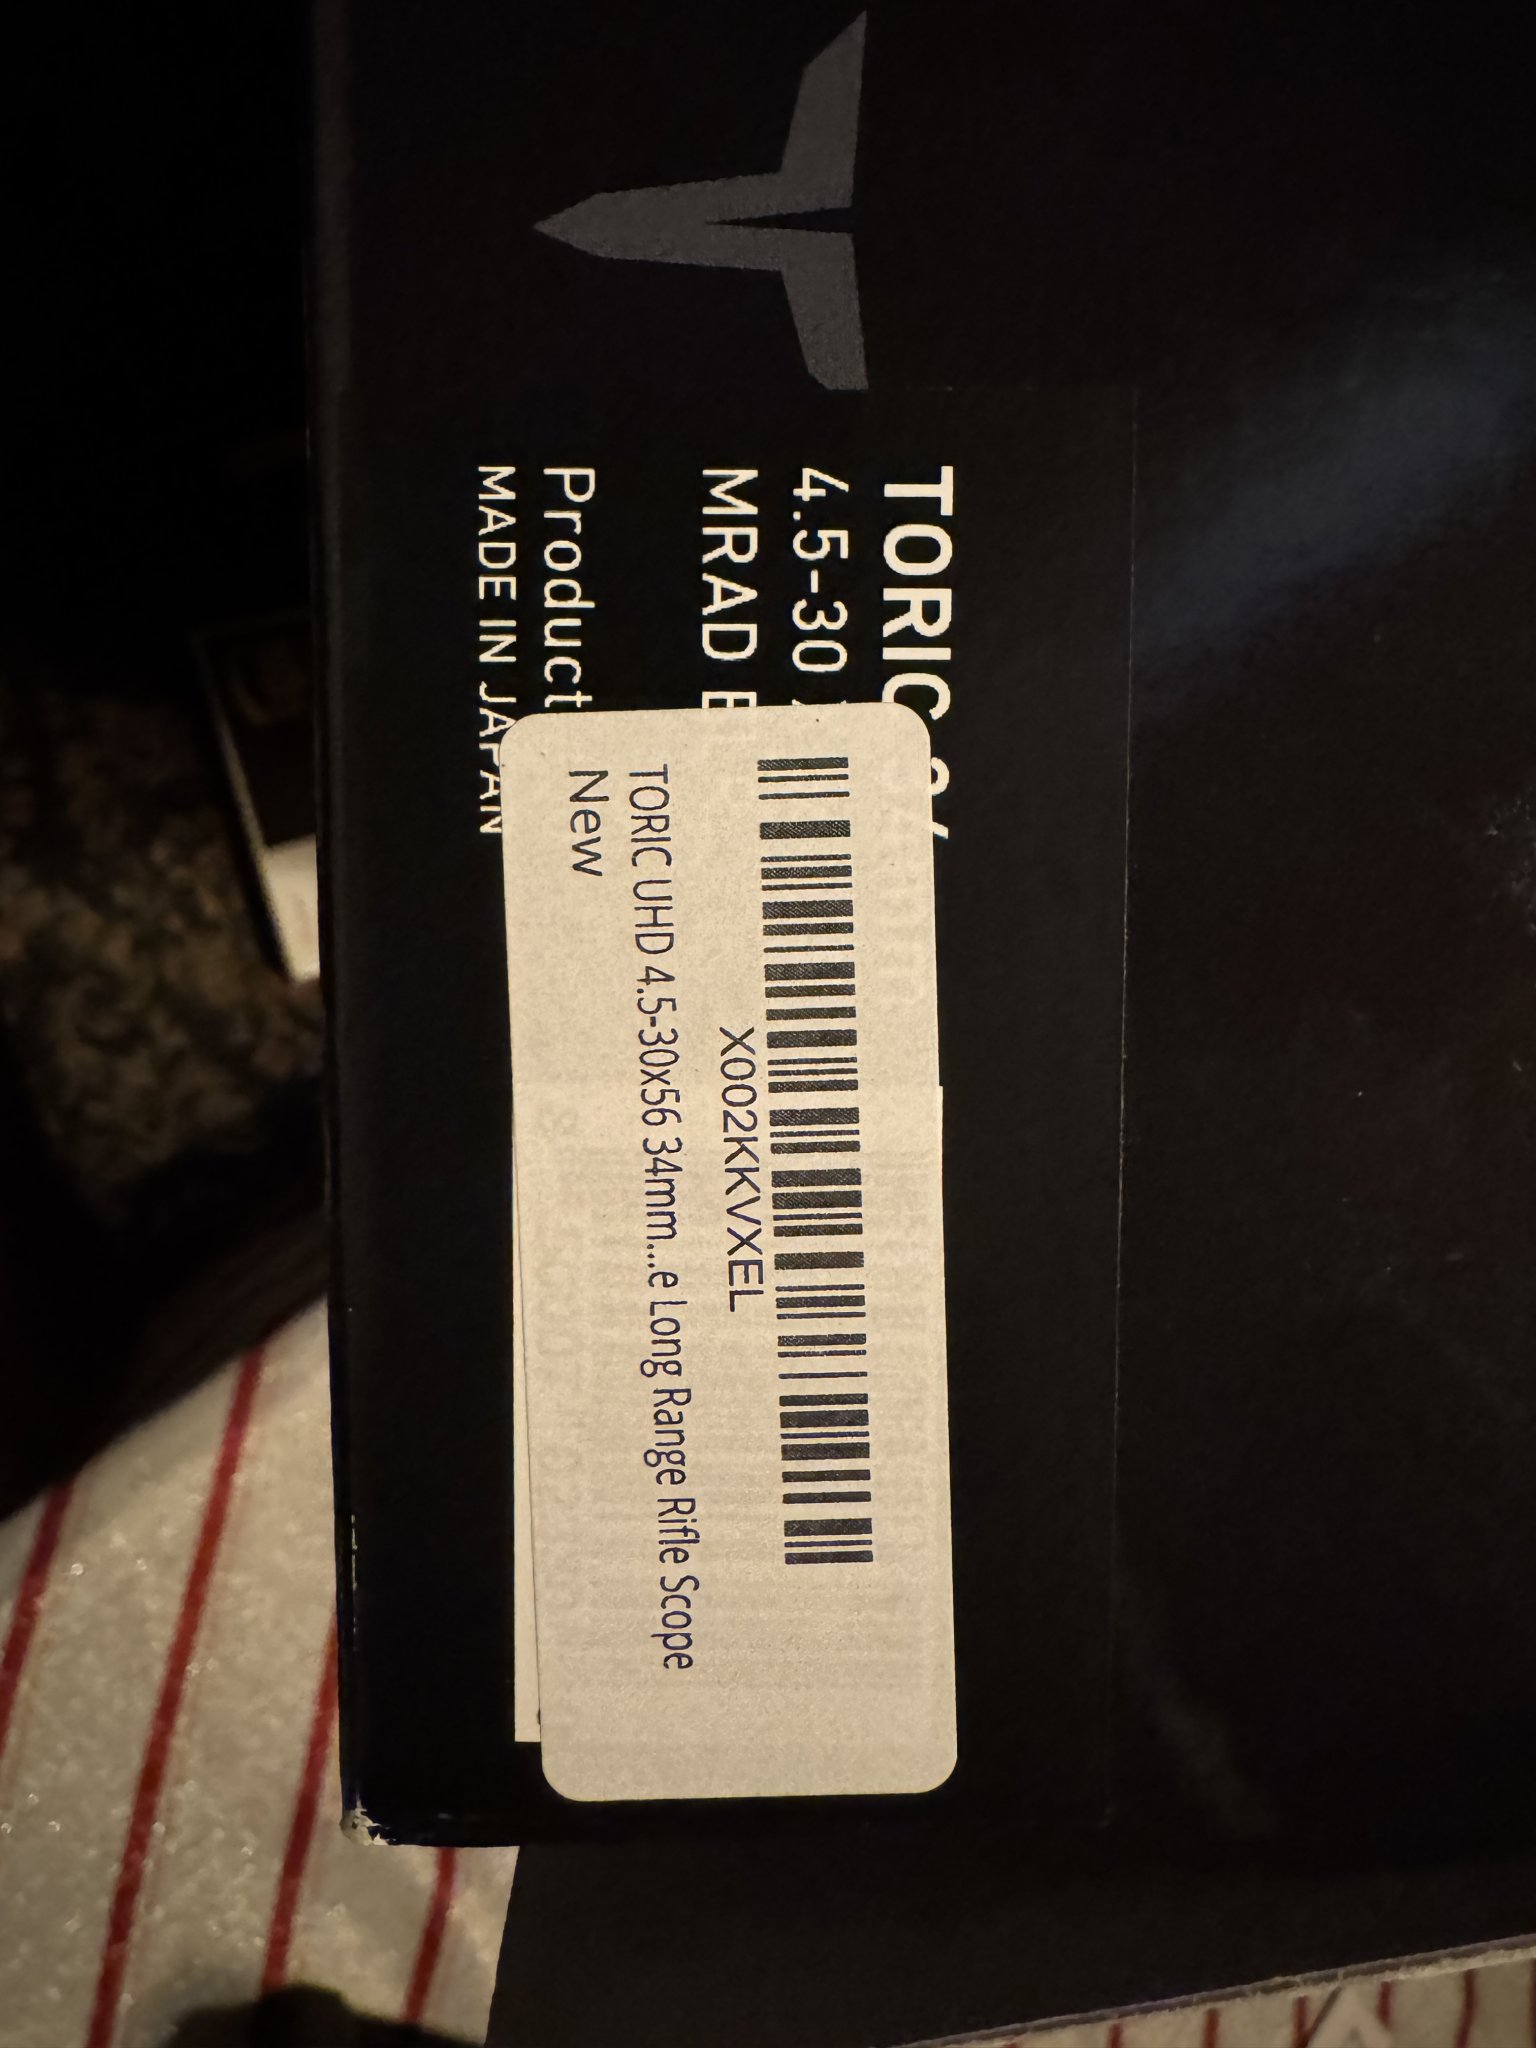 TORIC
4.5-30
MRAD
Product
MADE IN JAPAN
X002KKVXEL
TORIC UHD 4.5-30x56 34mm...e Long Range Rifle Scope
New